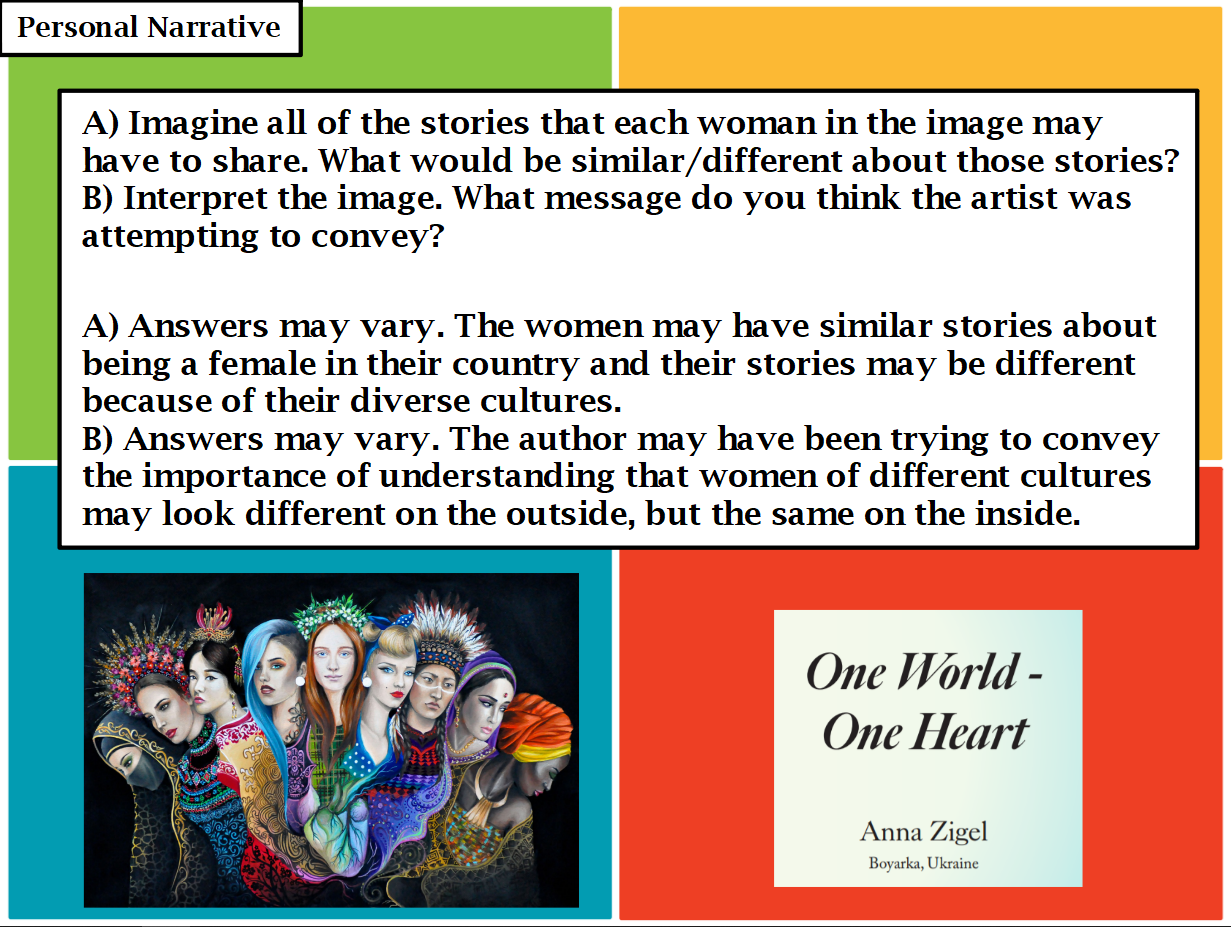 Personal Narrative
A) Imagine all of the stories that each woman in the image may
have to share. What would be similar/different about those stories?
B) Interpret the image. What message do you think the artist was
attempting to convey?
A) Answers may vary. The women may have similar stories about
being a female in their country and their stories may be different
because of their diverse cultures.
B) Answers may vary. The author may have been trying to convey
the importance of understanding that women of different cultures
may look different on the outside, but the same on the inside.
One World -
One Heart
Anna Zigel
Boyarka, Ukraine